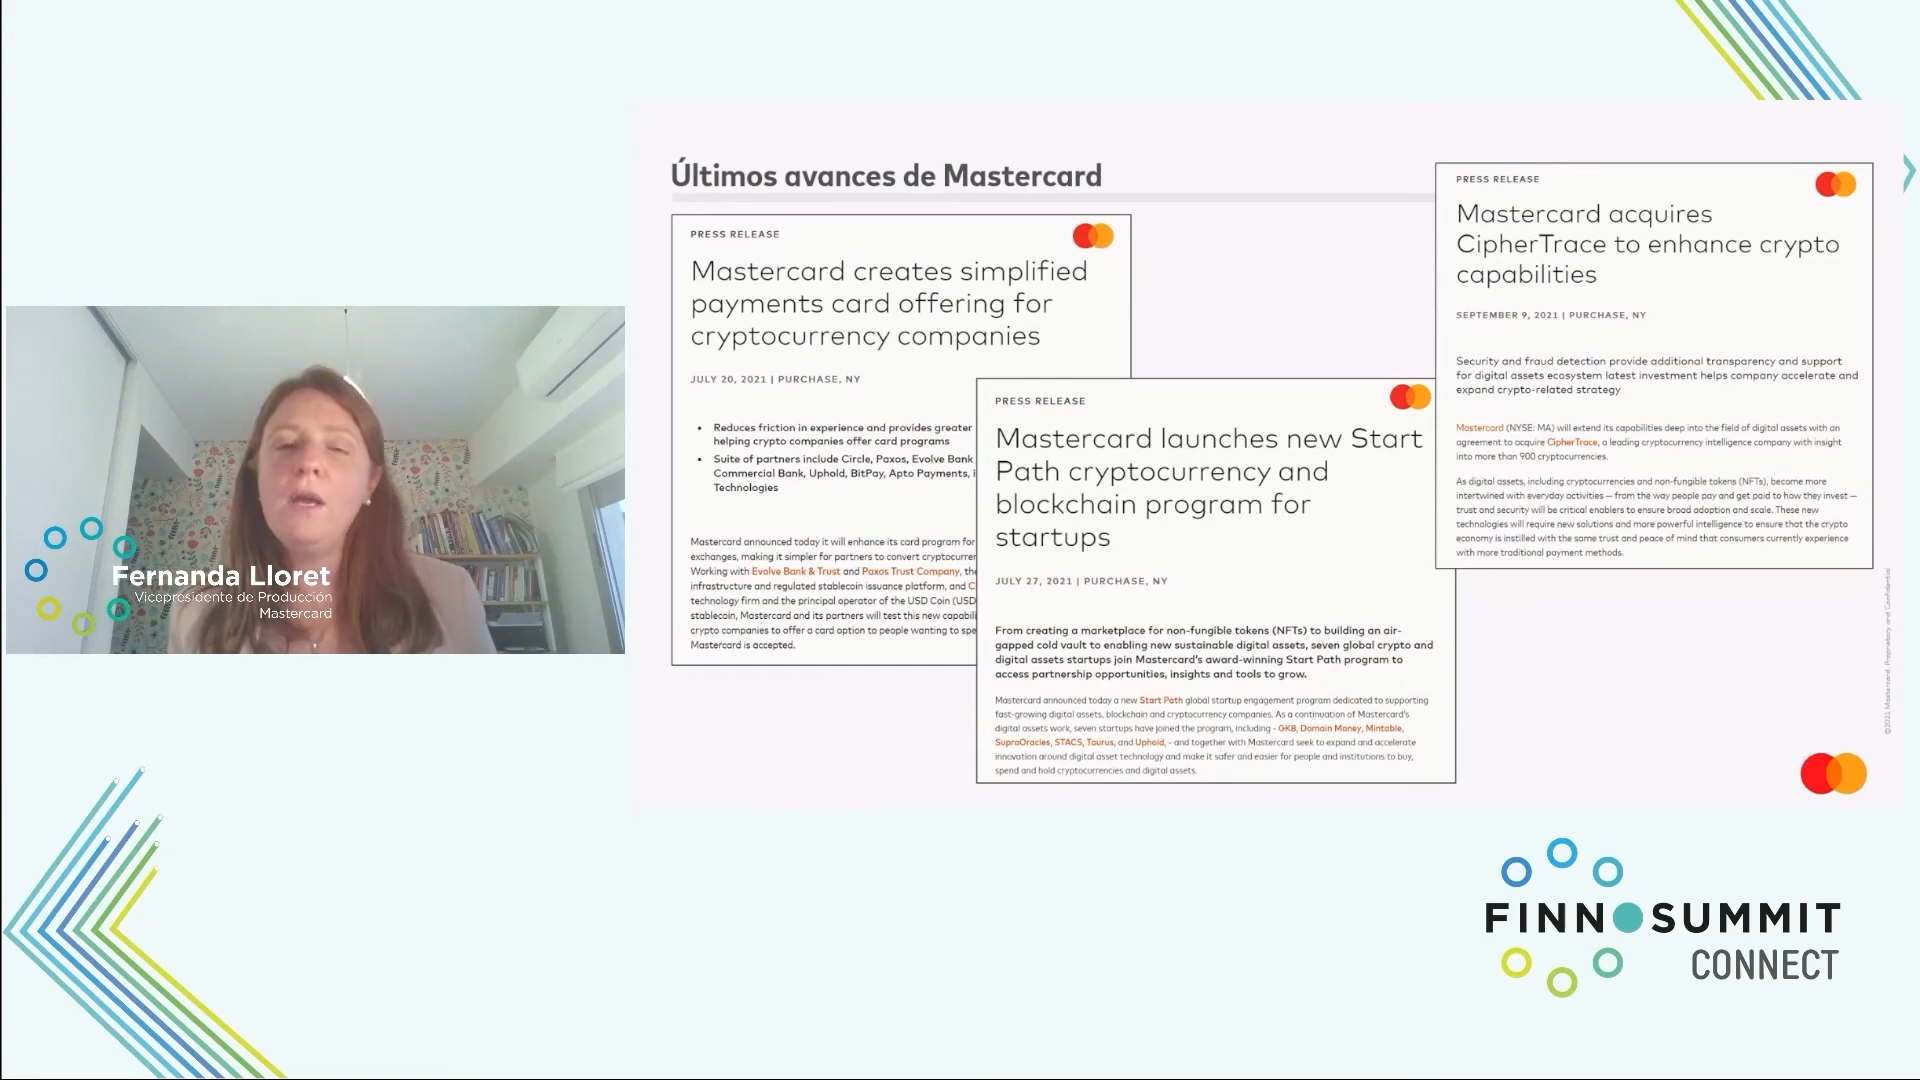 Últimos avances de Mastercard
PRESS RELEASE
Mastercard creates simplified
payments card offering for
cryptocurrency companies
JULY 20, 2021 | PURCHASE, NY
• Reduces friction in experience and provides greater
helping crypto companies offer card programs
• Suite of partners include Circle, Paxos, Evolve Bank
Commercial Bank, Uphold, BitPay, Apto Payments, i
Technologies
Mastercard announced today it will enhance its card program for
exchanges, making it simpler for partners to convert cryptocurre
Working with Evolve Bank & Trust and Paxos Trust Company, the
infrastructure and regulated stablecoin issuance platform, and C
technology firm and the principal operator of the USD Coin (USD
stablecoin, Mastercard and its partners will test this new capabili
crypto companies to offer a card option to people wanting to spe
Mastercard is accepted.
PRESS RELEASE
Mastercard launches new Start
Path cryptocurrency and
blockchain program for
startups
JULY 27, 2021 | PURCHASE, NY
From creating a marketplace for non-fungible tokens (NFTs) to building an air-
gapped cold vault to enabling new sustainable digital assets, seven global crypto and
digital assets startups join Mastercard's award-winning Start Path program to
access partnership opportunities, insights and tools to grow.
Mastercard announced today a new Start Path global startup engagement program dedicated to supporting
fast-growing digital assets, blockchain and cryptocurrency companies. As a continuation of Mastercard's
digital assets work, seven startups have joined the program, including - GK8, Domain Money, Mintable,
SupraOracles, STACS, Taurus, and Uphold, - and together with Mastercard seek to expand and accelerate
innovation around digital asset technology and make it safer and easier for people and institutions to buy,
spend and hold cryptocurrencies and digital assets.
PRESS RELEASE
Mastercard acquires
CipherTrace to enhance crypto
capabilities
SEPTEMBER 9, 2021 | PURCHASE, NY
Security and fraud detection provide additional transparency and support
for digital assets ecosystem latest investment helps company accelerate and
expand crypto-related strategy
Mastercard (NYSE: MA) will extend its capabilities deep into the field of digital assets with an
agreement to acquire CipherTrace, a leading cryptocurrency intelligence company with insight
into more than 900 cryptocurrencies.
As digital assets, including cryptocurrencies and non-fungible tokens (NFTs), become more
intertwined with everyday activities — from the way people pay and get paid to how they invest —
trust and security will be critical enablers to ensure broad adoption and scale. These new
technologies will require new solutions and more powerful intelligence to ensure that the crypto
economy is instilled with the same trust and peace of mind that consumers currently experience
with more traditional payment methods.
©2021 Mastercard. Proprietary and Confidential
Fernanda Lloret
Vicepresidente de Producción
Mastercard
FINNOSUMMIT
CONNECT